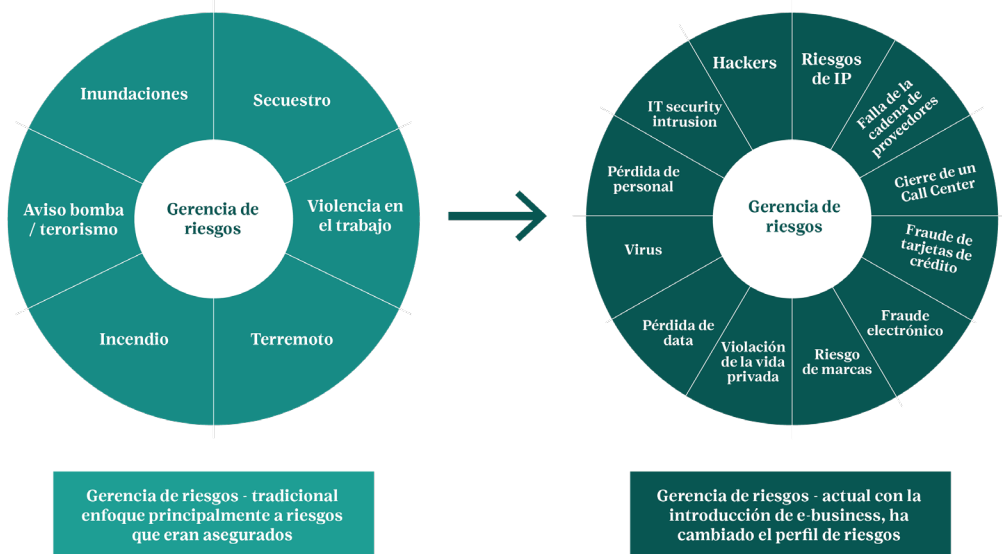 Inundaciones
Secuestro
Aviso bomba
/ terorismo
Gerencia de
riesgos
Violencia en
el trabajo
Incendio
Terremoto
Gerencia de riesgos - tradicional
enfoque principalmente a riesgos
que eran asegurados
Hackers
Riesgos
de IP
Falla de la
cadena de
proveedores
IT security
intrusion
Cierre de un
Call Center
Pérdida de
personal
Gerencia de
riesgos
Fraude de
tarjetas de
crédito
Virus
Fraude
electrónico
Pérdida de
data
Violación
de la vida
privada
Riesgo
de marcas
Gerencia de riesgos - actual con la
introducción de e-business, ha
cambiado el perfil de riesgos